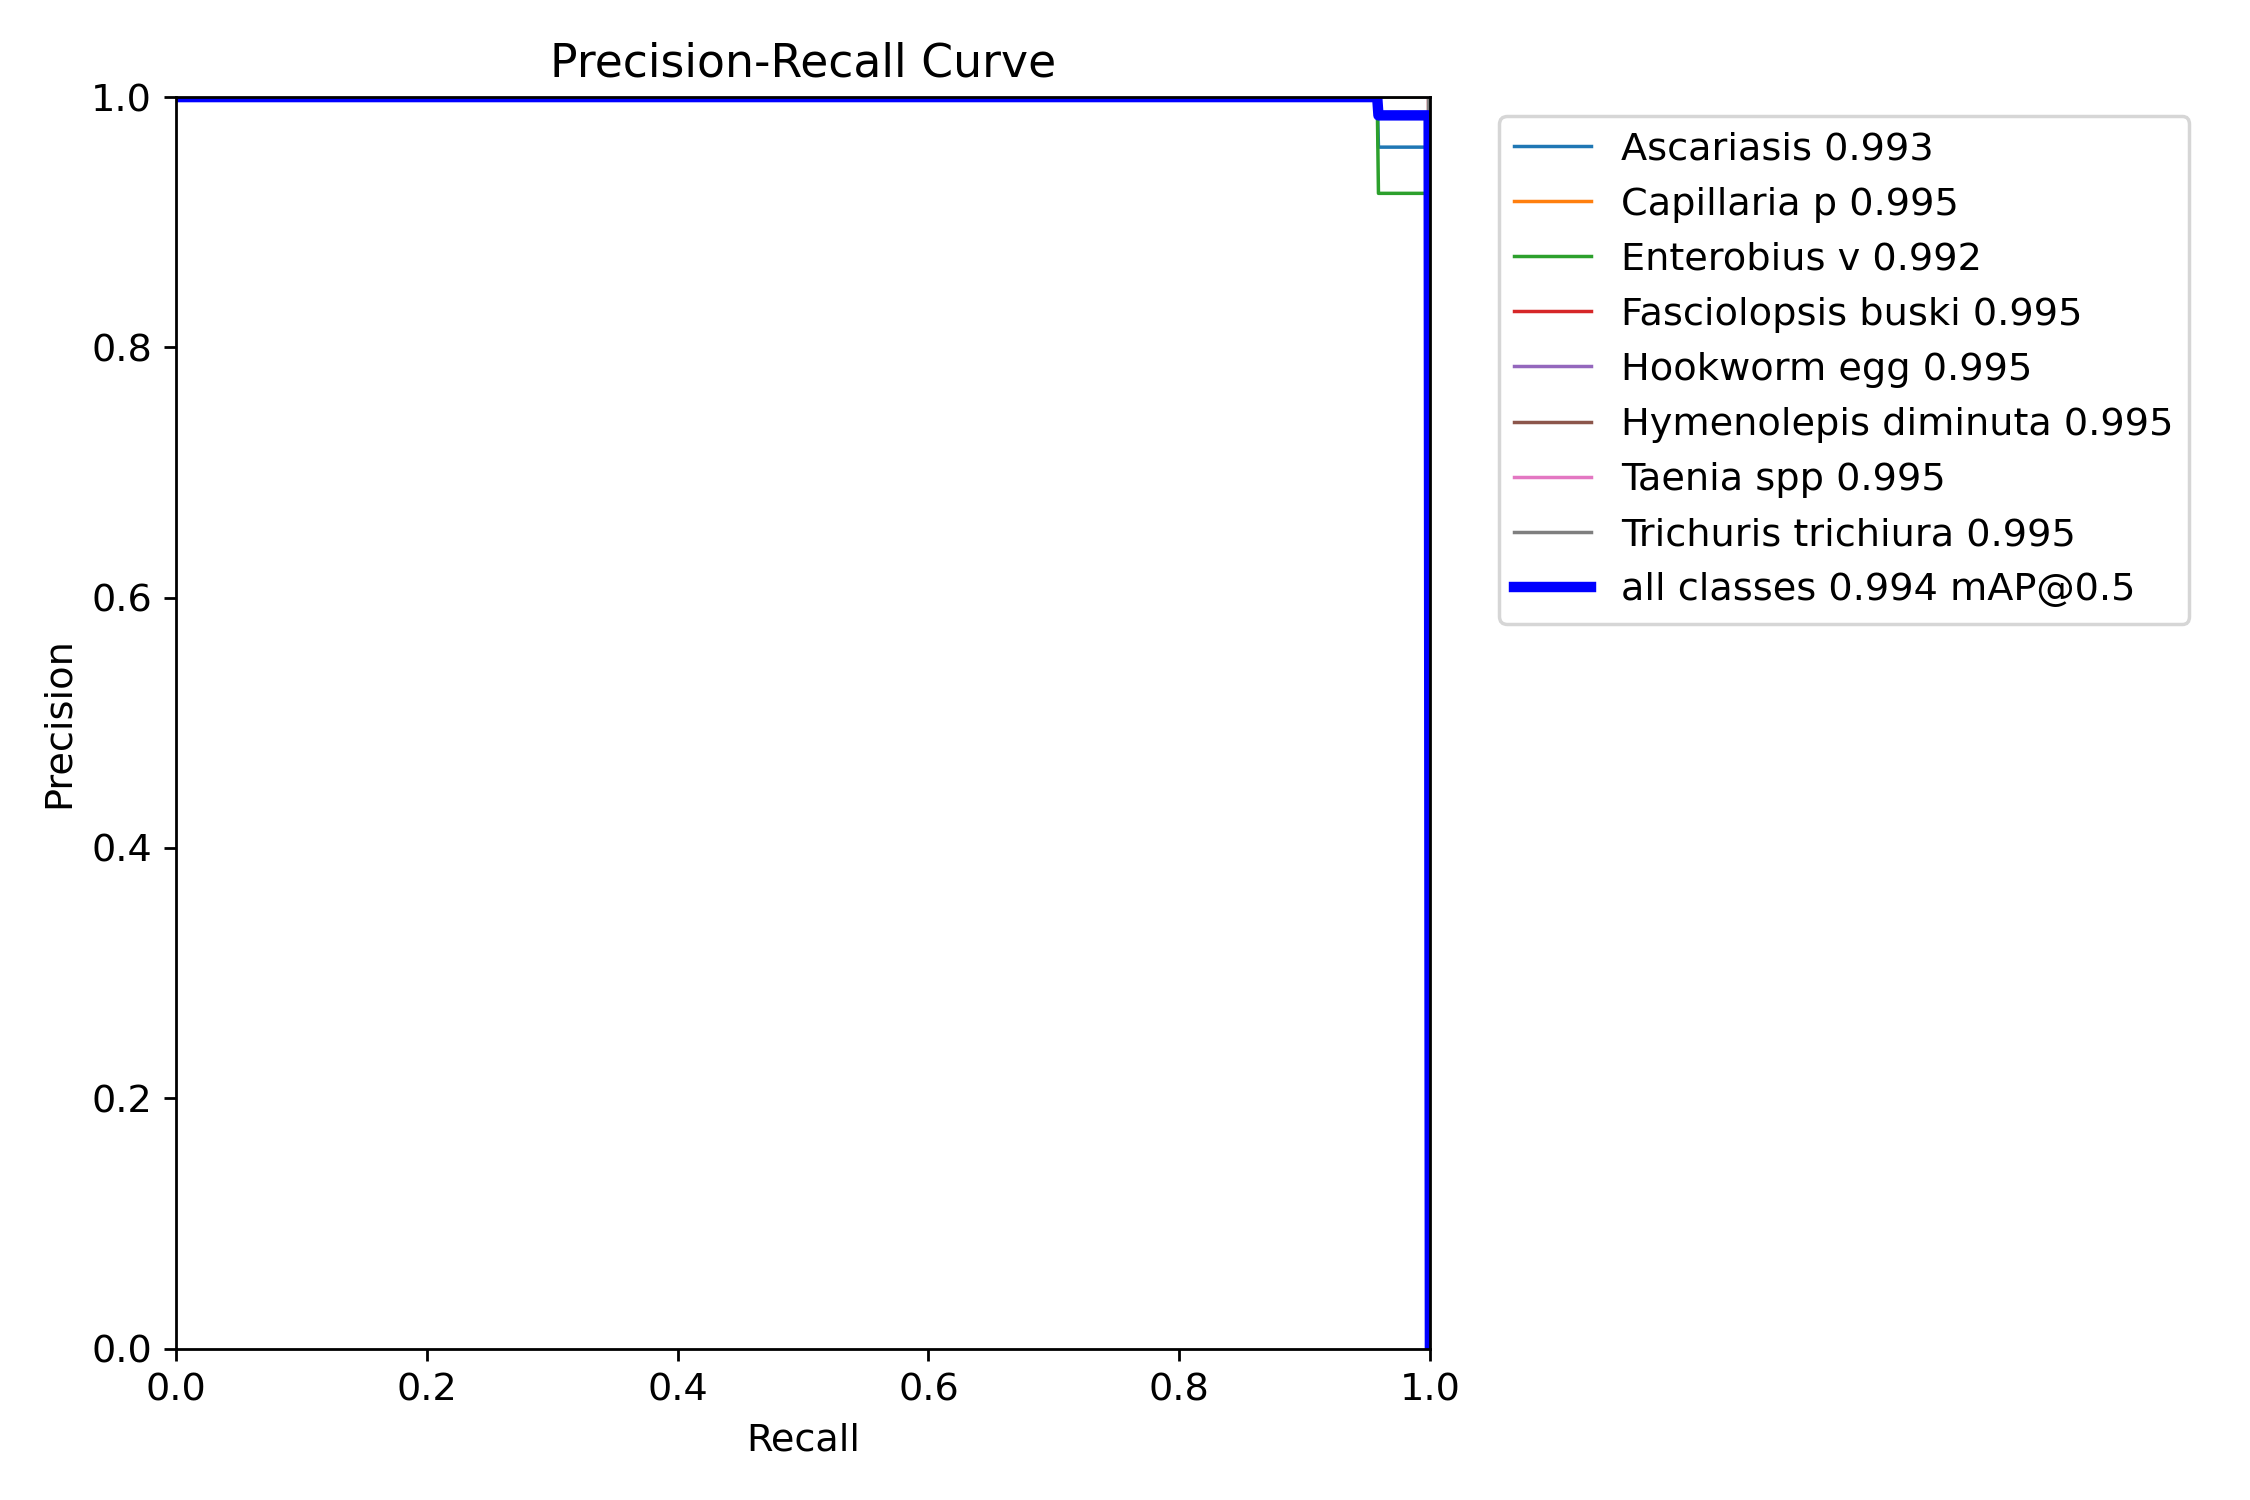 Precision-Recall Curve
1.0
0.8
0.6
0.4
0.2
0.0
Precision
0.0 0.2 0.4 0.6 0.8 1.0
Recall
Ascariasis 0.993
Capillaria p 0.995
Enterobius v 0.992
Fasciolopsis buski 0.995
Hookworm egg 0.995
Hymenolepis diminuta 0.995
Taenia spp 0.995
Trichuris trichiura 0.995
all classes 0.994 mAP@0.5